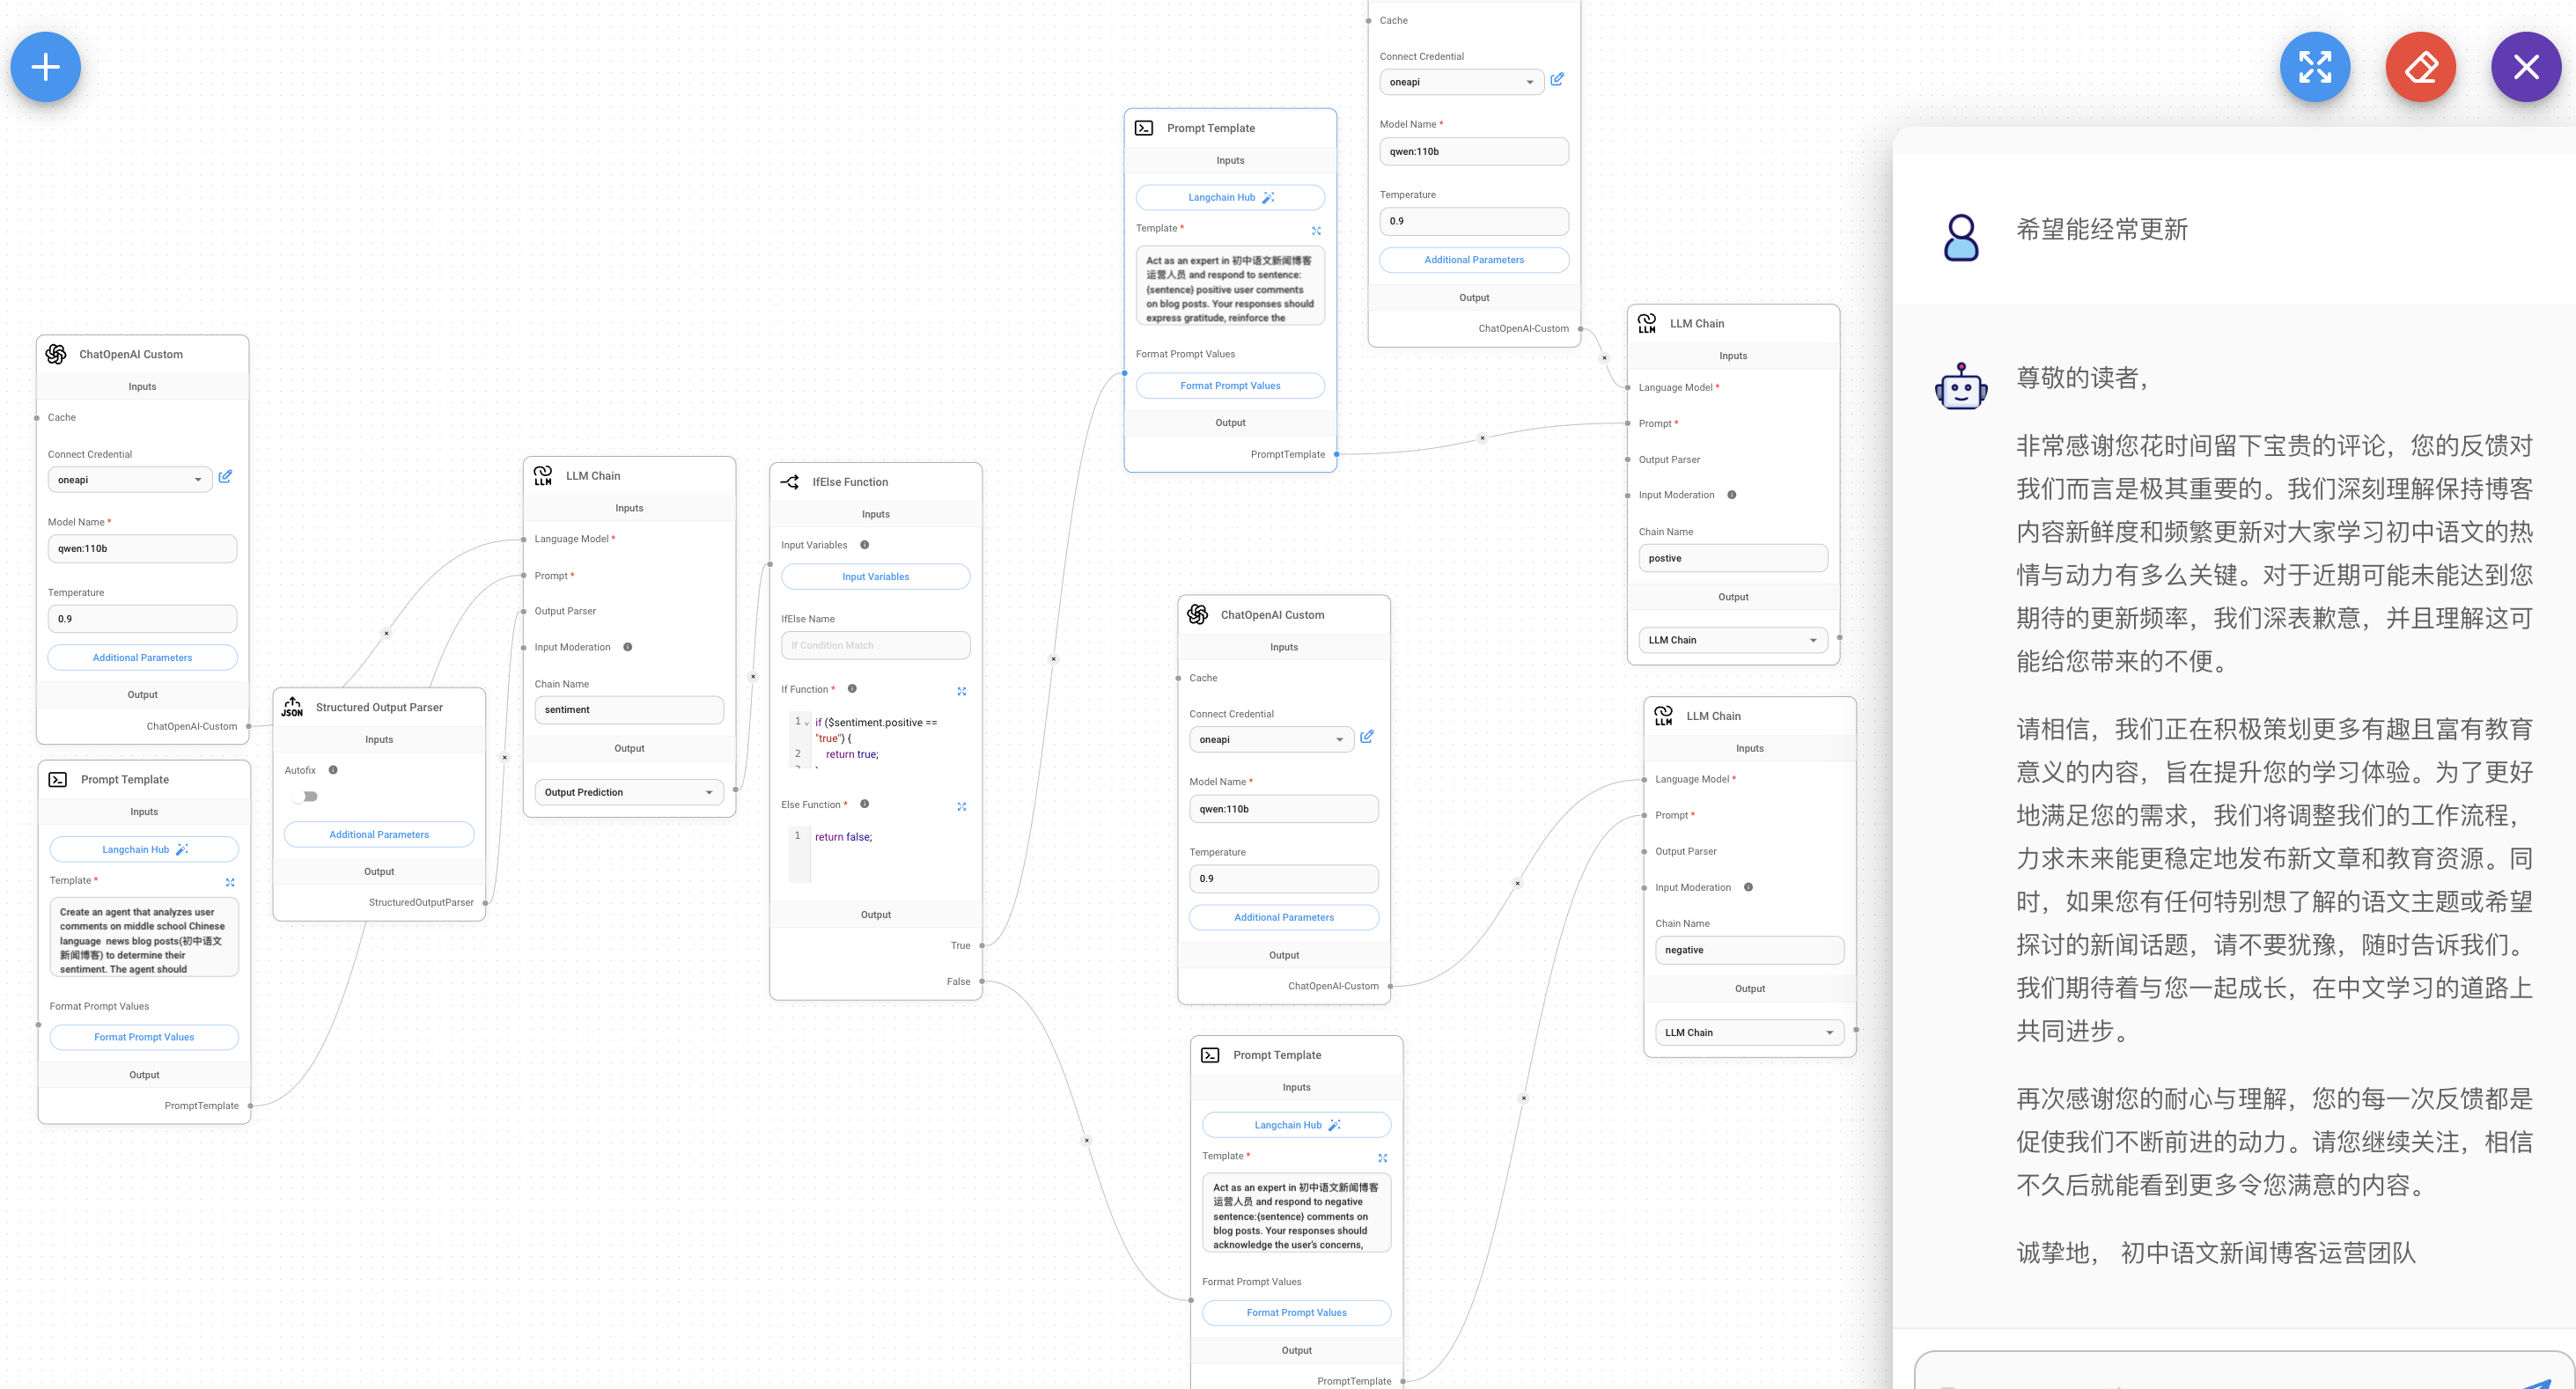 ChatOpenAI Custom
Inputs
Cache
Connect Credential
oneapi
Model Name *
qwen:110b
Temperature
0.9
Additional Parameters
Output
ChatOpenAI-Custom
Prompt Template
Inputs
Langchain Hub
Template *
Create an agent that analyzes user
comments on middle school Chinese
language news blog posts(初中语文
新闻博客) to determine their
sentiment. The agent should
Format Prompt Values
Format Prompt Values
Output
PromptTemplate
Structured Output Parser
Inputs
Autofix
Additional Parameters
Output
StructuredOutputParser
LLM Chain
Inputs
Language Model *
Prompt *
Output Parser
Input Moderation
Chain Name
sentiment
Output
Output Prediction
IfElse Function
Inputs
Input Variables
Input Variables
IfElse Name
If Condition Match
If Function *
1 if ($sentiment.positive ==
"true") {
2 return true;
Else Function *
1 return false;
Output
True
False
Prompt Template
Inputs
Langchain Hub
Template *
Act as an expert in 初中语文新闻博客
运营人员 and respond to sentence:
{sentence} positive user comments
on blog posts. Your responses should
express gratitude, reinforce the
Format Prompt Values
Format Prompt Values
Output
PromptTemplate
Cache
Connect Credential
oneapi
Model Name *
qwen:110b
Temperature
0.9
Additional Parameters
Output
ChatOpenAI-Custom
LLM Chain
Inputs
Language Model *
Prompt *
Output Parser
Input Moderation
Chain Name
postive
Output
LLM Chain
ChatOpenAI Custom
Inputs
Cache
Connect Credential
oneapi
Model Name *
qwen:110b
Temperature
0.9
Additional Parameters
Output
ChatOpenAI-Custom
LLM Chain
Inputs
Language Model *
Prompt *
Output Parser
Input Moderation
Chain Name
negative
Output
LLM Chain
Prompt Template
Inputs
Langchain Hub
Template *
Act as an expert in 初中语文新闻博客
运营人员 and respond to negative
sentence:{sentence} comments on
blog posts. Your responses should
acknowledge the user's concerns,
Format Prompt Values
Format Prompt Values
Output
PromptTemplate
希望能经常更新
尊敬的读者，
非常感谢您花时间留下宝贵的评论，您的反馈对
我们而言是极其重要的。我们深刻理解保持博客
内容新鲜度和频繁更新对大家学习初中语文的热
情与动力有多么关键。对于近期可能未能达到您
期待的更新频率，我们深表歉意，并且理解这可
能给您带来的不便。
请相信，我们正在积极策划更多有趣且富有教育
意义的内容，旨在提升您的学习体验。为了更好
地满足您的需求，我们将调整我们的工作流程，
力求未来能更稳定地发布新文章和教育资源。同
时，如果您有任何特别想了解的语文主题或希望
探讨的新闻话题，请不要犹豫，随时告诉我们。
我们期待着与您一起成长，在中文学习的道路上
共同进步。
再次感谢您的耐心与理解，您的每一次反馈都是
促使我们不断前进的动力。请您继续关注，相信
不久后就能看到更多令您满意的内容。
诚挚地， 初中语文新闻博客运营团队